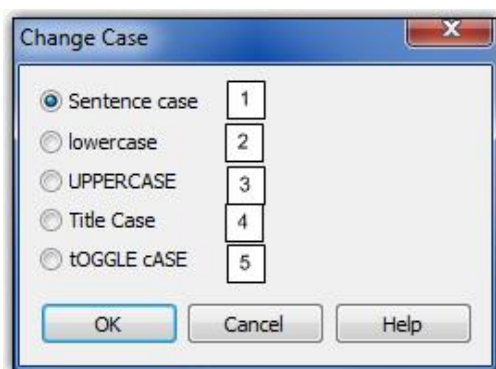 Change Case
Sentence case 1
lowercase 2
UPPERCASE 3
Title Case 4
tOGGLE cASE 5
OK Cancel Help